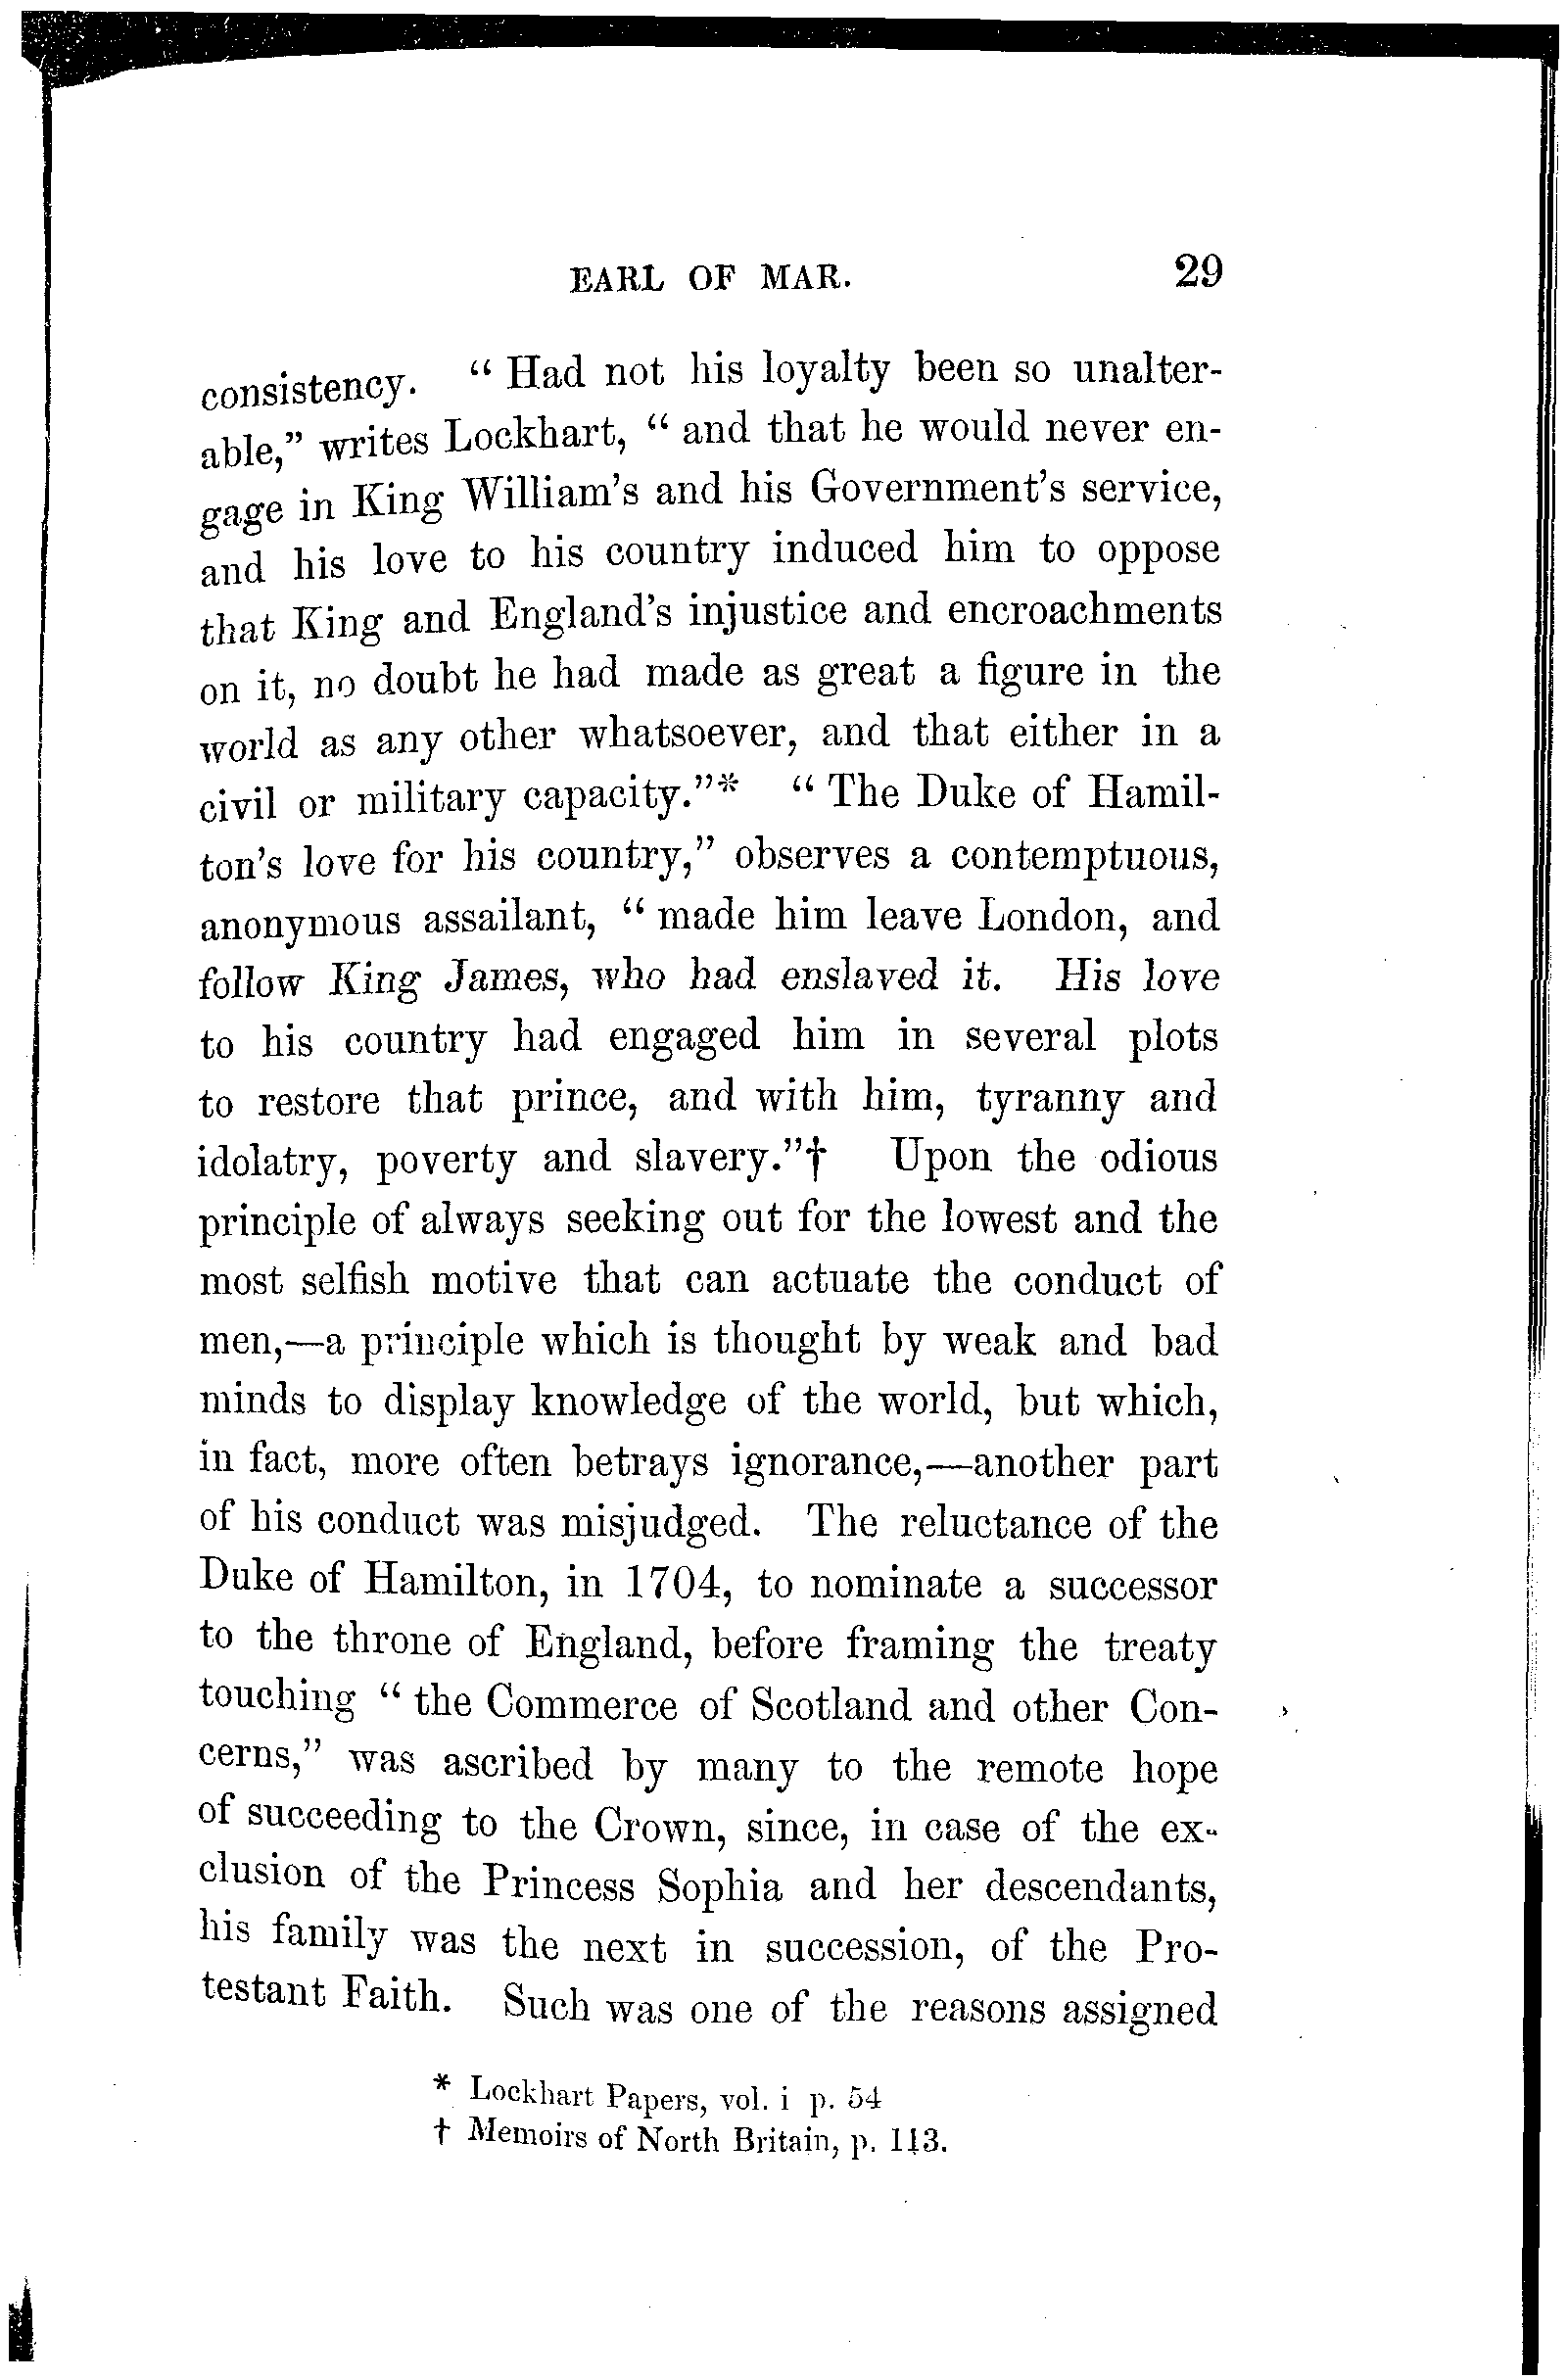 EARL OF MAR. 29
consistency. “ Had not his loyalty been so unalter-
able,” writes Lockhart, “ and that he would never en-
gage in King William's and his Government's service,
and his love to his country induced him to oppose
that King and England's injustice and encroachments
on it, no doubt he had made as great a figure in the
world as any other whatsoever, and that either in a
civil or military capacity.”* “ The Duke of Hamil-
ton's love for his country,” observes a contemptuous,
anonymous assailant, “ made him leave London, and
follow King James, who had enslaved it. His love
to his country had engaged him in several plots
to restore that prince, and with him, tyranny and
idolatry, poverty and slavery.”† Upon the odious
principle of always seeking out for the lowest and the
most selfish motive that can actuate the conduct of
men,—a principle which is thought by weak and bad
minds to display knowledge of the world, but which,
in fact, more often betrays ignorance,—another part
of his conduct was misjudged. The reluctance of the
Duke of Hamilton, in 1704, to nominate a successor
to the throne of England, before framing the treaty
touching “ the Commerce of Scotland and other Con-
cerns,” was ascribed by many to the remote hope
of succeeding to the Crown, since, in case of the ex-
clusion of the Princess Sophia and her descendants,
his family was the next in succession, of the Pro-
testant Faith. Such was one of the reasons assigned
* Lockhart Papers, vol. i p. 54
† Memoirs of North Britain, p. 113.